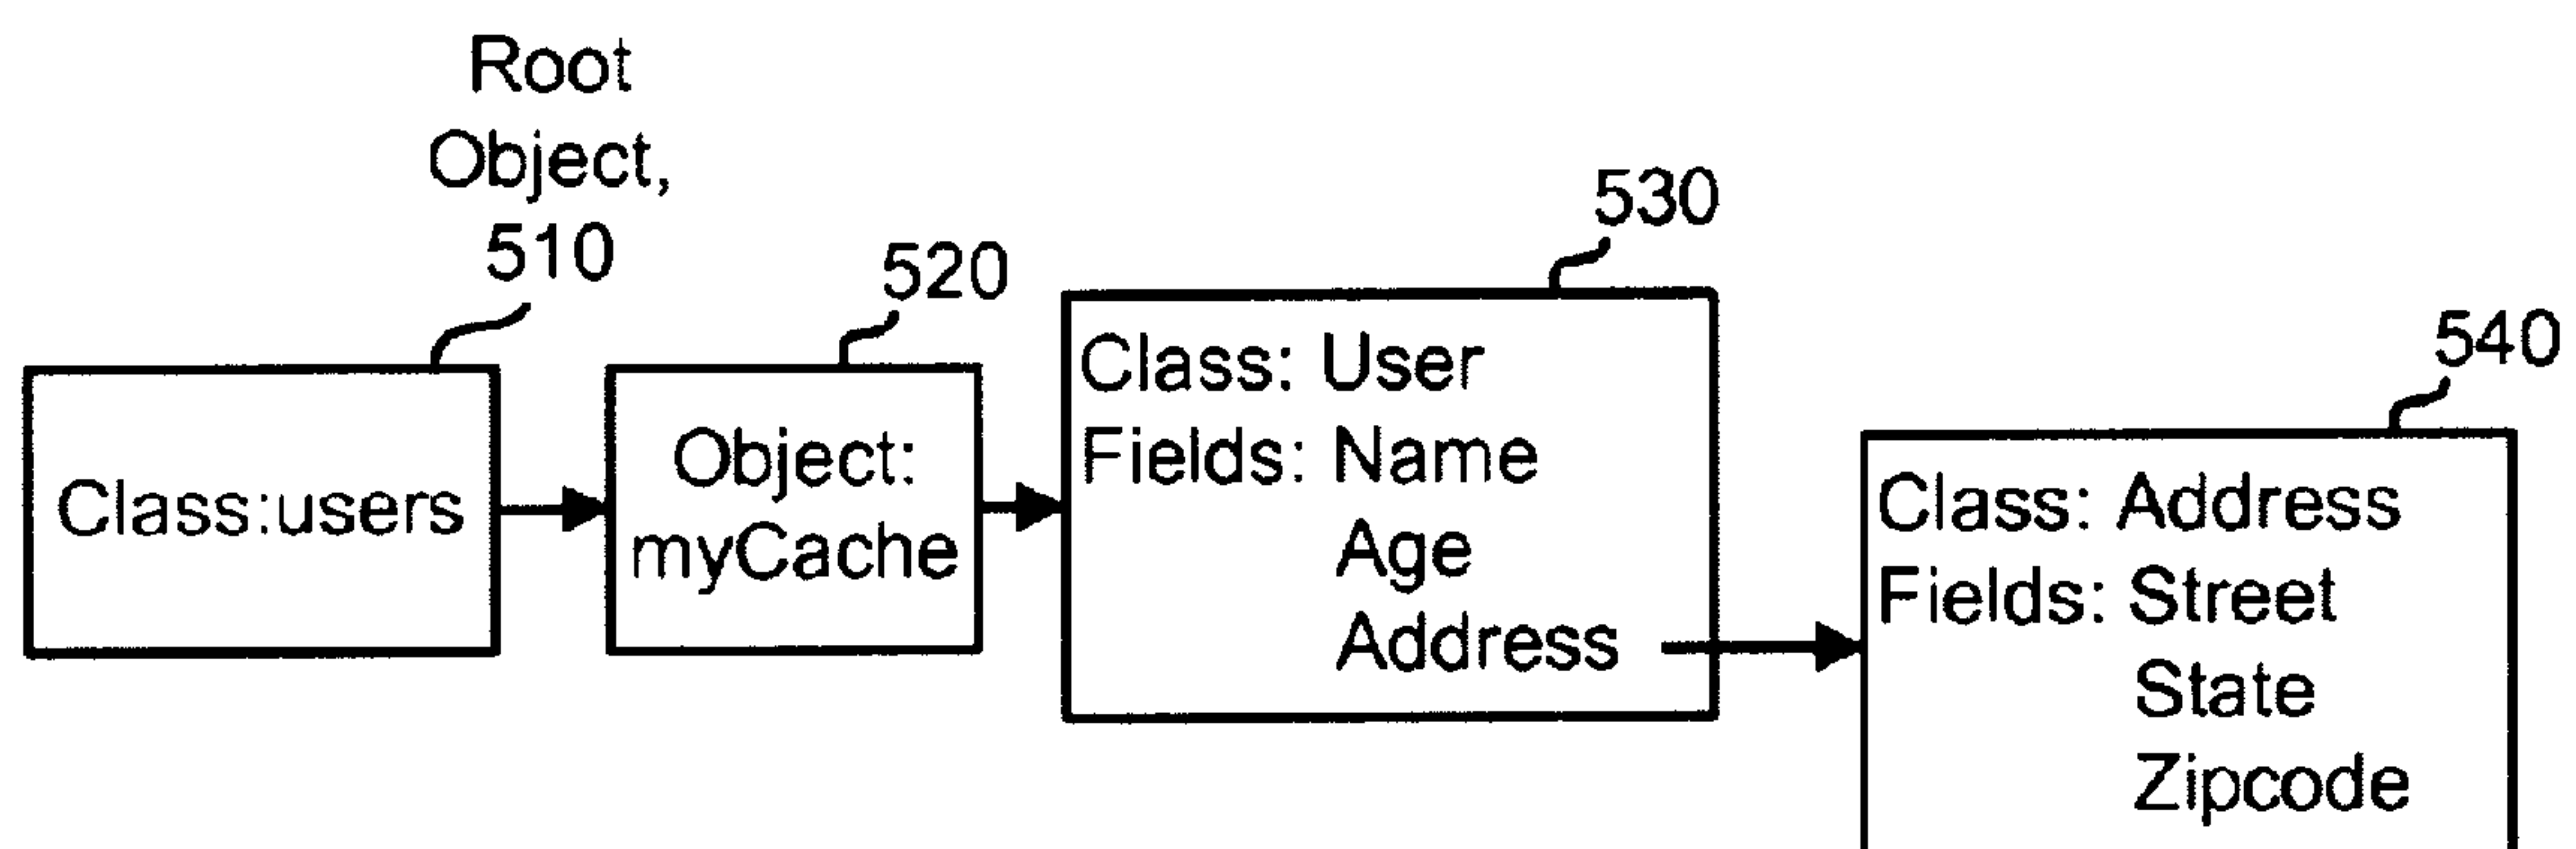 Root
Object,
510
520
530
540
Class:users
Object:
myCache
Class: User
Fields: Name
Age
Address
Class: Address
Fields: Street
State
Zipcode